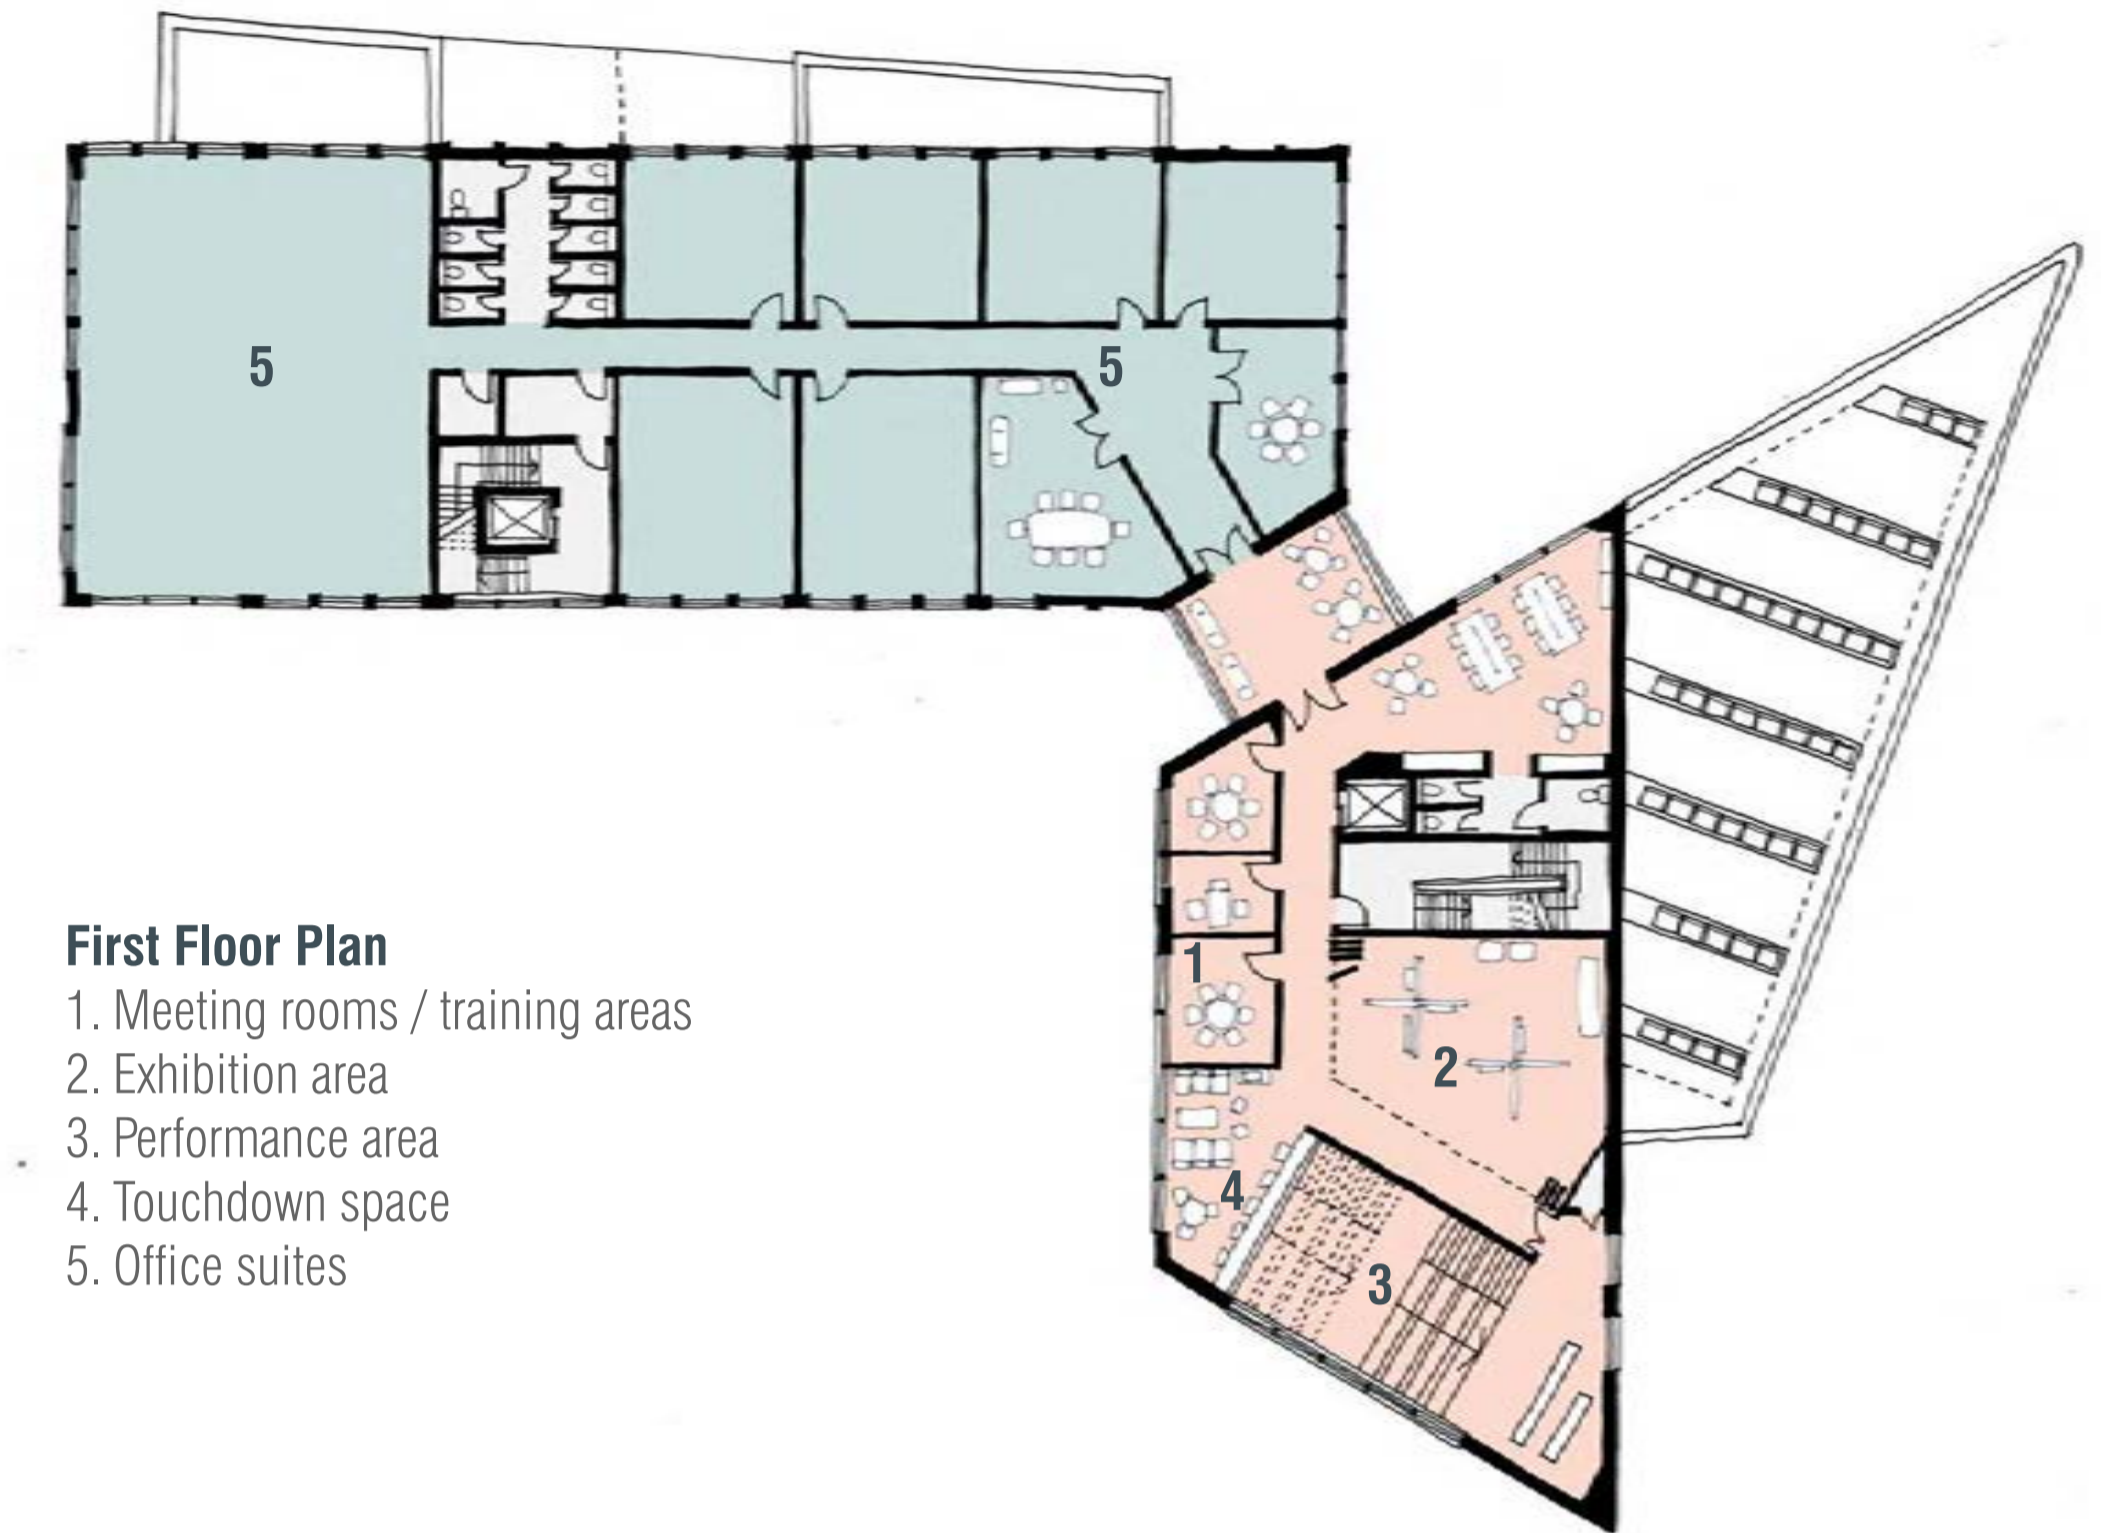 5
5
First Floor Plan
1. Meeting rooms / training areas
2. Exhibition area
3. Performance area
4. Touchdown space
5. Office suites
1
2
4
3